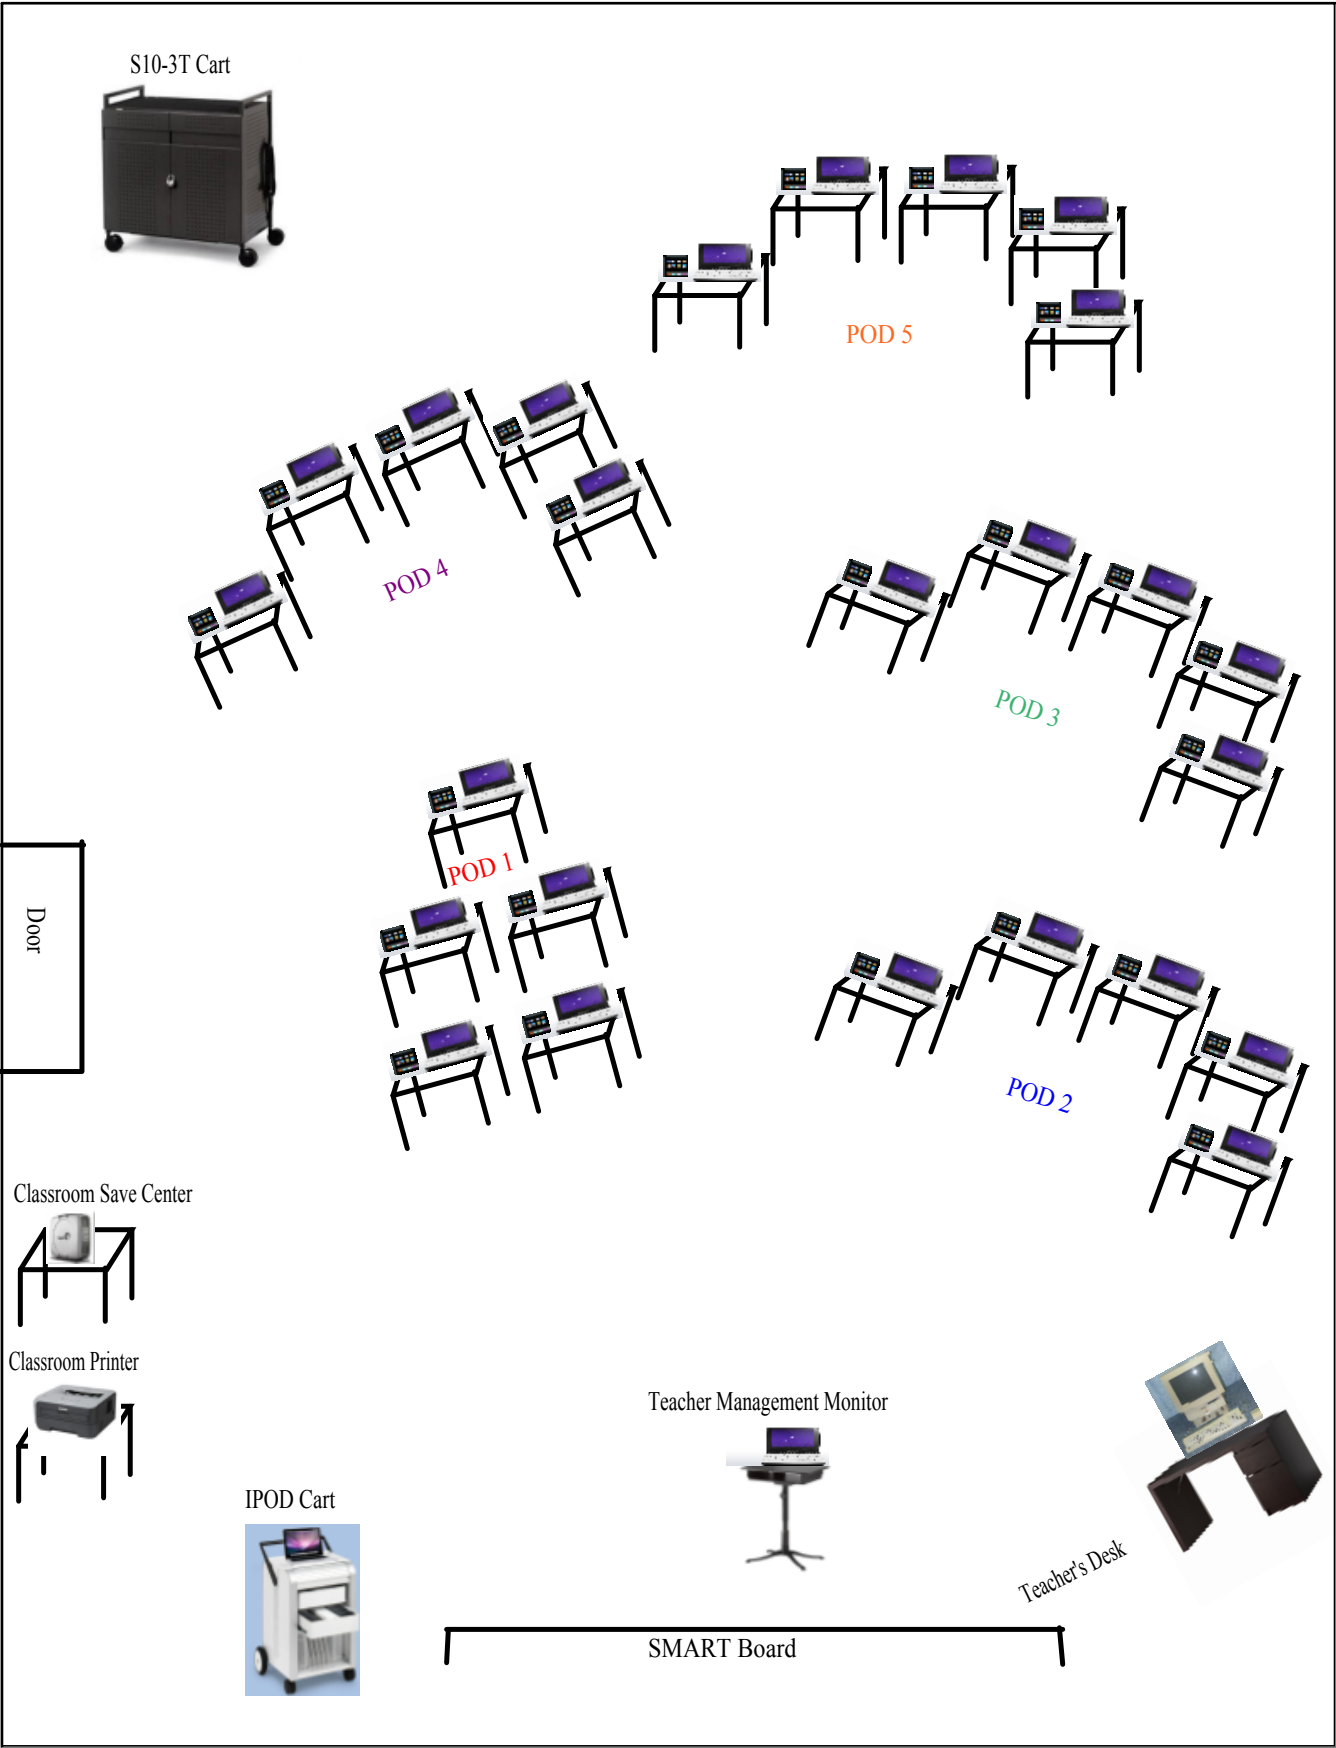 S10-3T Cart
POD 5
POD 4
POD 3
POD 1
Door
POD 2
Classroom Save Center
Classroom Printer
Teacher Management Monitor
IPOD Cart
Teacher's Desk
SMART Board